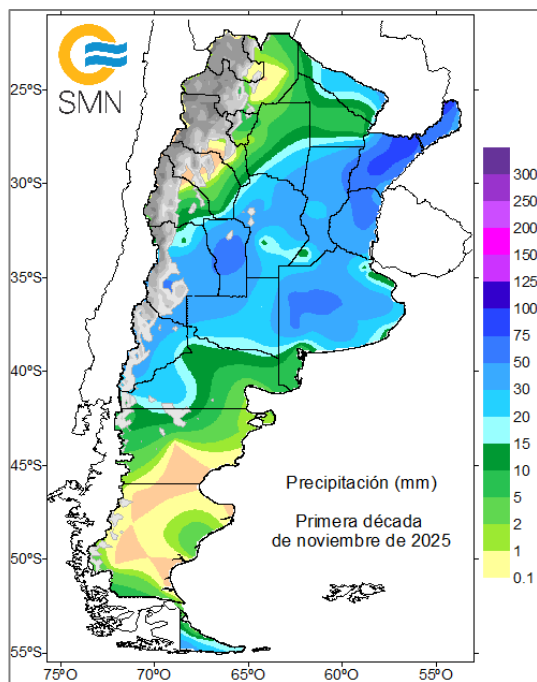 SMN
25ºS
30ºS
35ºS
40ºS
45ºS
50ºS
55ºS
75ºO
70ºO
65ºO
60ºO
55ºO
Precipitación (mm)
Primera década
de noviembre de 2025
300
250
200
150
125
100
75
50
30
20
15
10
5
2
1
0.1